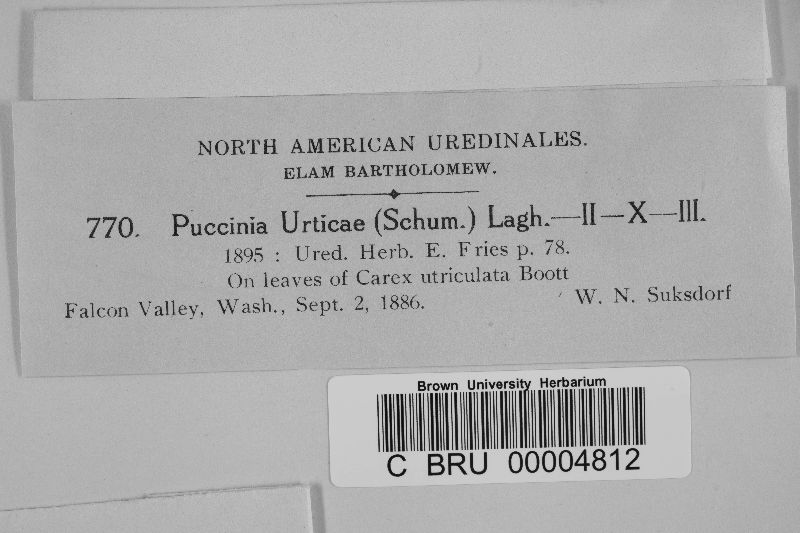 NORTH AMERICAN UREDINALES.
ELAM BARTHOLOMEW.
770. Puccinia Urticae (Schum.) Lagh.—II—X—III.
1895 : Ured. Herb. E. Fries p. 78.
On leaves of Carex utriculata Boott
Falcon Valley, Wash., Sept. 2, 1886. W. N. Suksdorf
Brown University Herbarium
C BRU 00004812